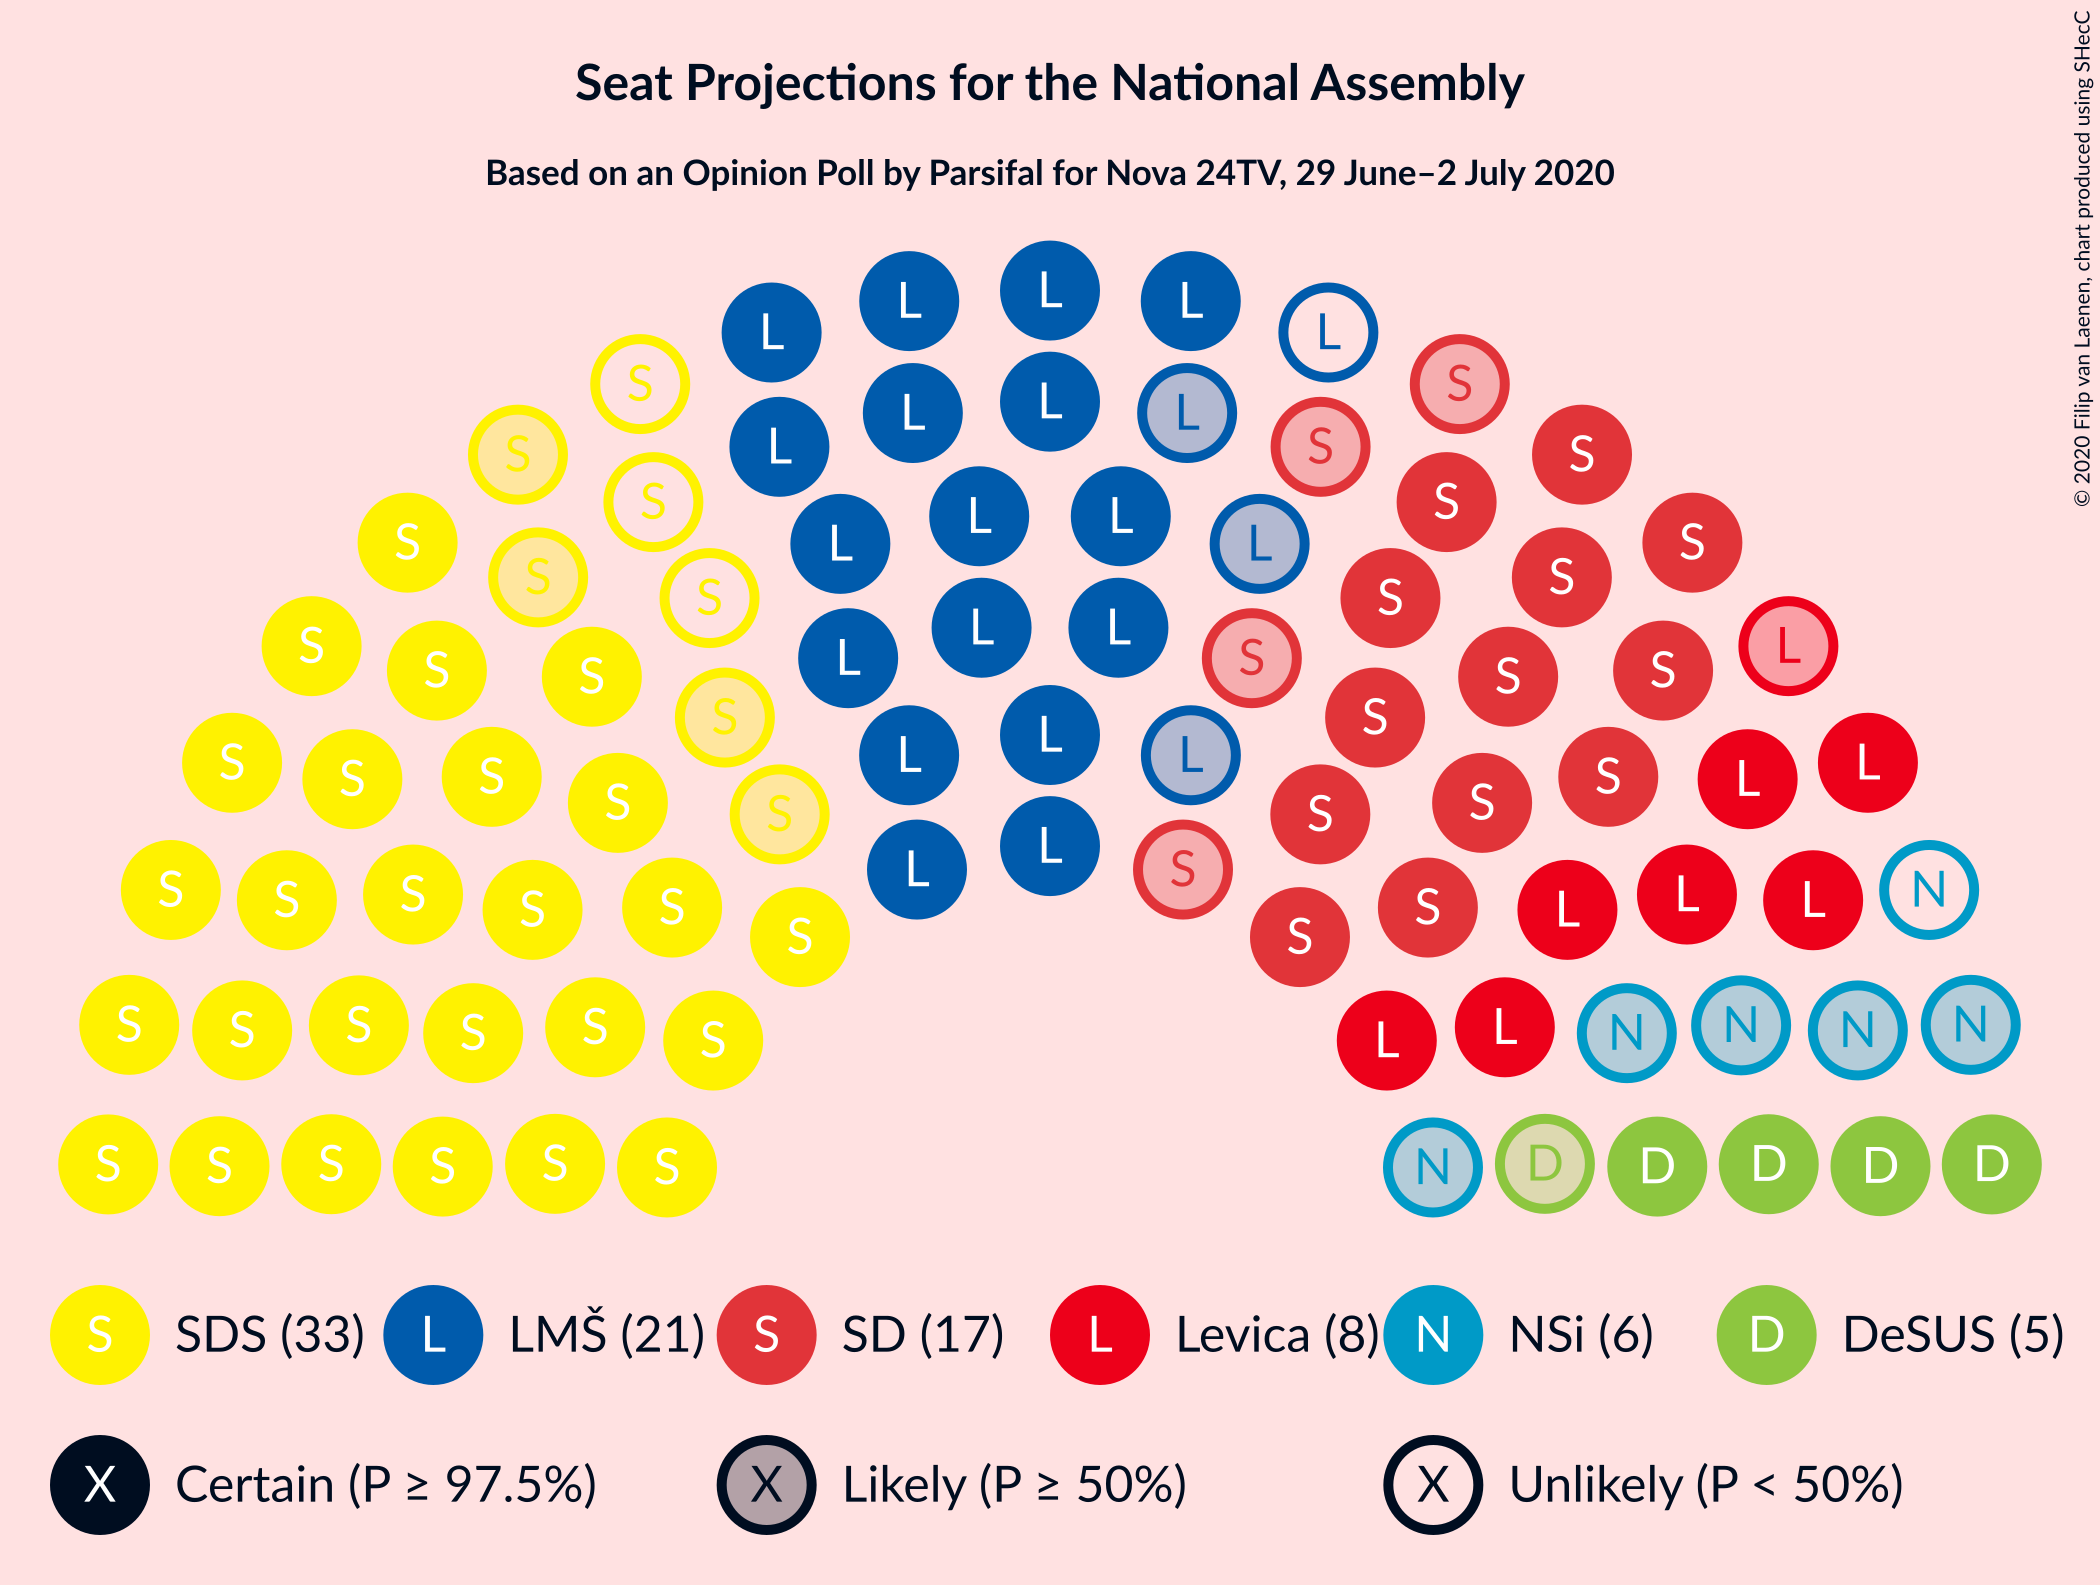 Seat Projections for the National Assembly
Based on an Opinion Poll by Parsifal for Nova 24TV, 29 June–2 July 2020
© 2020 Filip van Laenen, chart produced using SHecC
L L L L L
S S
L L L L S
S S
S S
L L L L
S S
S S
S S
L L L L S
S S
S S
S L
S S
L L L
S S
S S
S S
L L
S S
L L S
S S
S S
S S
L L
S L
S L
S N
S S
S L
S L
S N
S N
S N
S N
S S S S S S N D D D D D
S SDS (33) L LMŠ (21) S SD (17) L Levica (8) N NSi (6) D DeSUS (5)
X Certain (P ≥ 97.5%) X Likely (P ≥ 50%) X Unlikely (P < 50%)